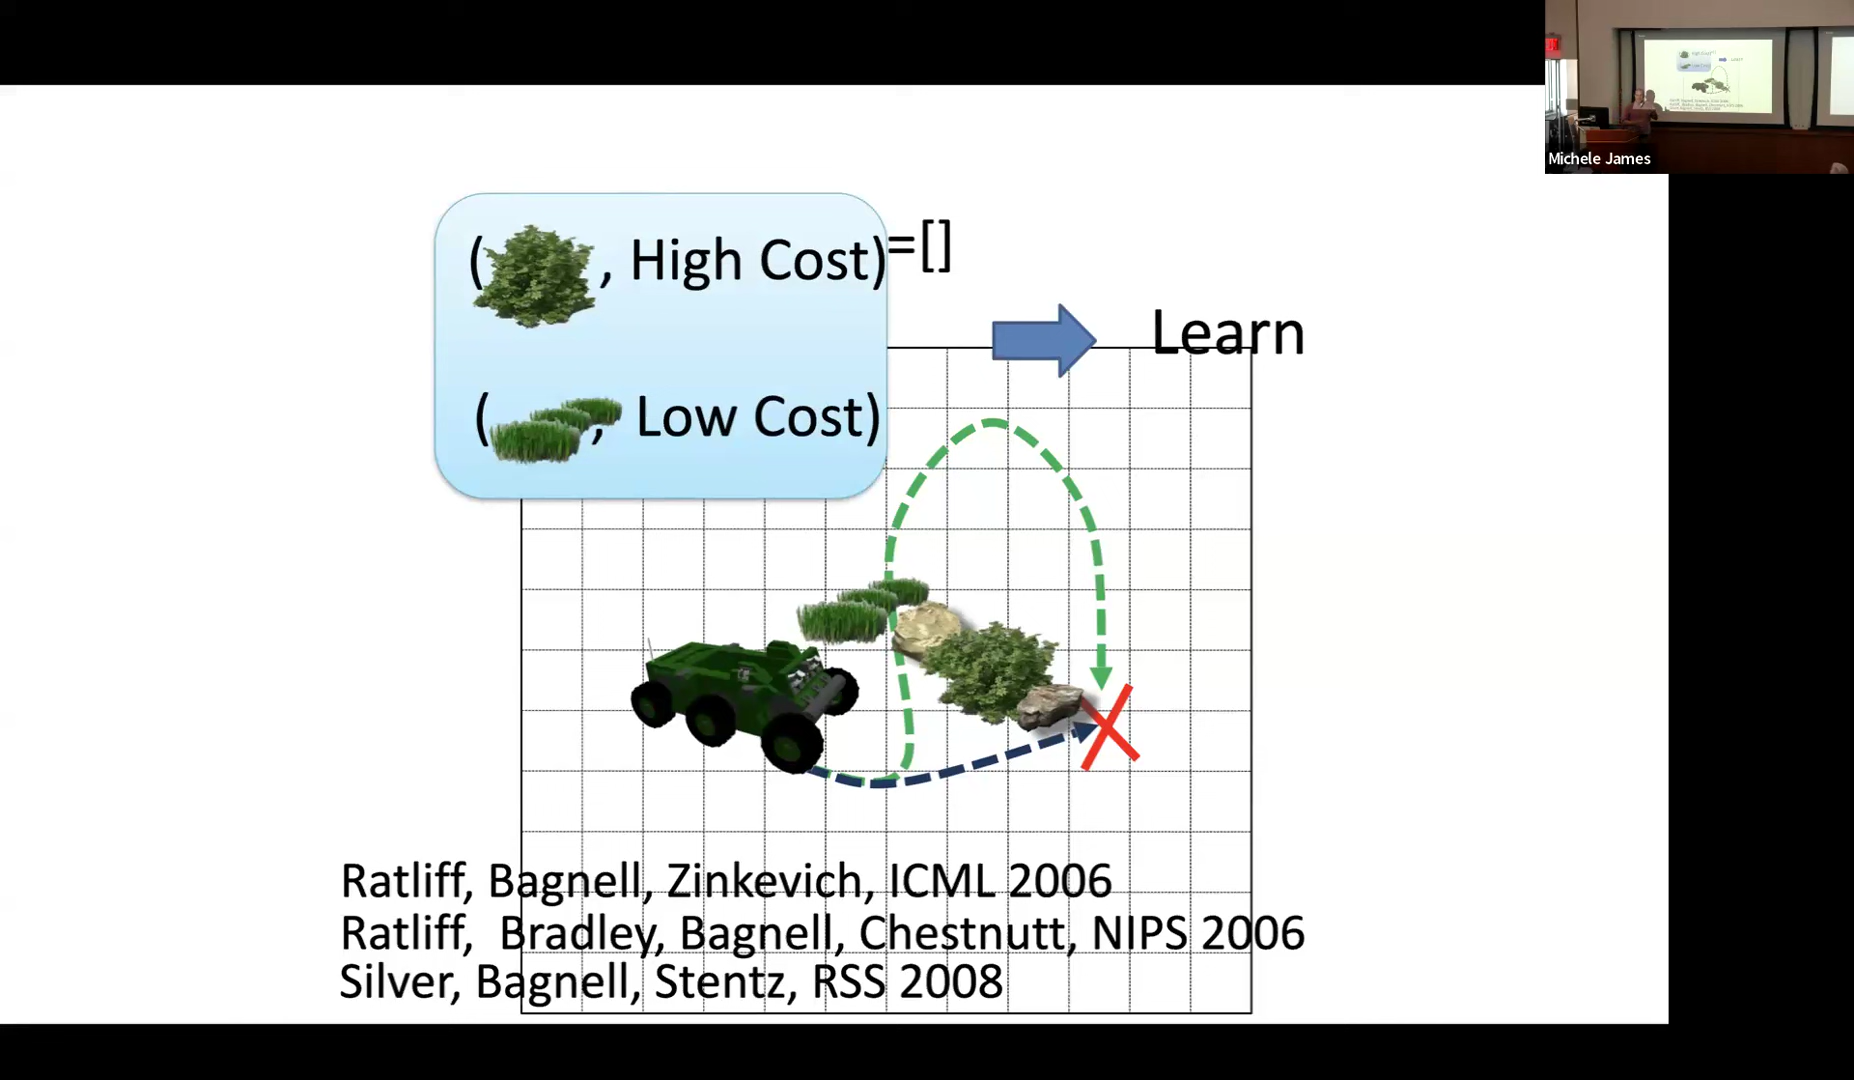 Michele James
( , High Cost)=[]
Learn
( , Low Cost)
Ratliff, Bagnell, Zinkevich, ICML 2006
Ratliff, Bradley, Bagnell, Chestnutt, NIPS 2006
Silver, Bagnell, Stentz, RSS 2008